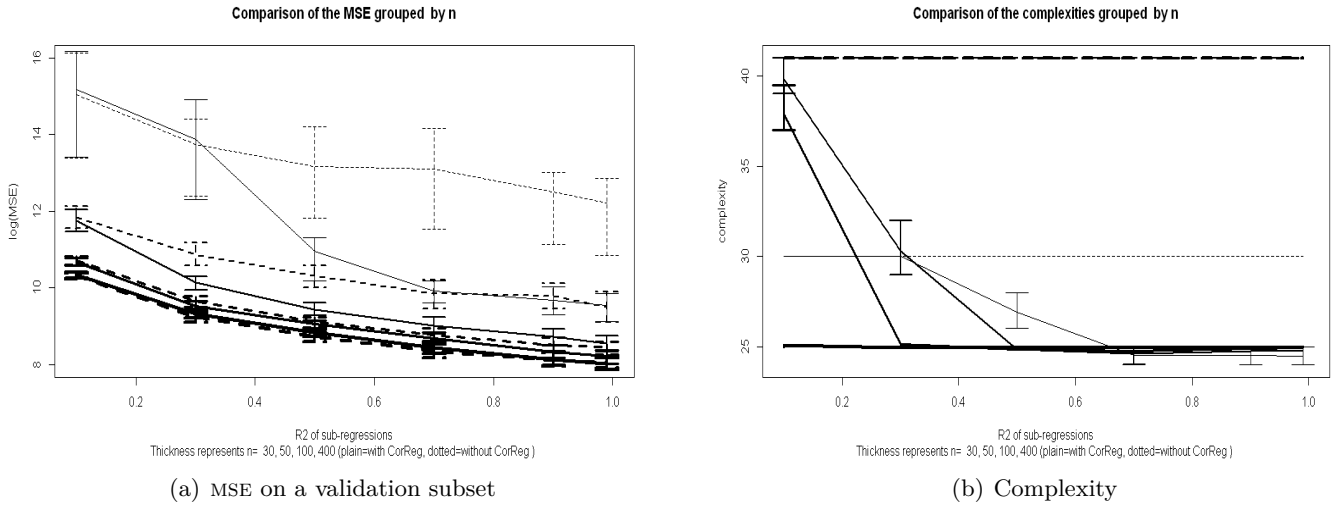 Comparison of the MSE grouped by n
log(MSE)
16
14
12
10
8
0.2 0.4 0.6 0.8 1.0
R2 of sub-regressions
Thickness represents n= 30, 50, 100, 400 (plain=with CorReg, dotted=without CorReg )
(a) MSE on a validation subset
Comparison of the complexities grouped by n
complexity
40
35
30
25
0.2 0.4 0.6 0.8 1.0
R2 of sub-regressions
Thickness represents n= 30, 50, 100, 400 (plain=with CorReg, dotted=without CorReg )
(b) Complexity